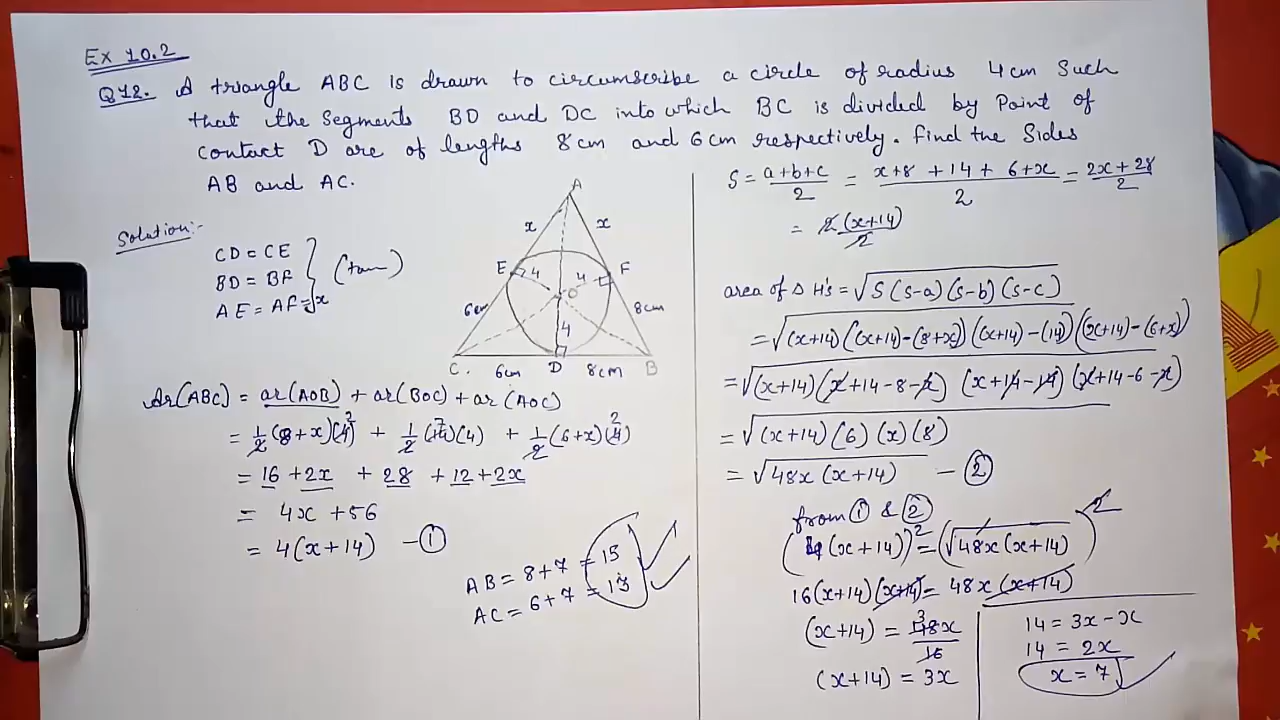 Ex 10.2
Q12. A triangle ABC is drawn to circumscribe a circle of radius 4cm Such
that the Segments BD and DC into which BC is divided by Point of
Contact D are of lengths 8cm and 6cm respectively. Find the Sides
AB and AC.
Solution:-
CD = CE
BD = BF } (tan)
AE = AF = x
A
x x
E 4 4 F
O
6cm 4 8cm
C. 6cm D 8cm B
Ar(ABC) = ar(AOB) + ar(BOC) + ar(AOC)
= 1/2 (8+x)(4)2 + 1/2 (14)7(4) + 1/2 (6+x)(4)2
= 16 + 2x + 28 + 12 + 2x
= 4x + 56
= 4(x+14) — ①
AB = 8+7 = 15
AC = 6+7 = 13
S = a+b+c/2 = x+8 + 14 + 6+x/2 = 2x+28/2
= 2(x+14)/2
area of Δ H's = √S(s-a)(s-b)(s-c)
= √(x+14)((x+14)-(8+x))((x+14)-(14))((x+14)-(6+x))
= √(x+14)(x+14-8-x)(x+14-14)(x+14-6-x)
= √(x+14)(6)(x)(8)
= √48x(x+14) — ②
from ① & ②
(4(x+14))² = (√48x(x+14))²
16(x+14)(x+14) = 48x(x+14)
(x+14) = 348x/16
(x+14) = 3x
14 = 3x-x
14 = 2x
x = 7